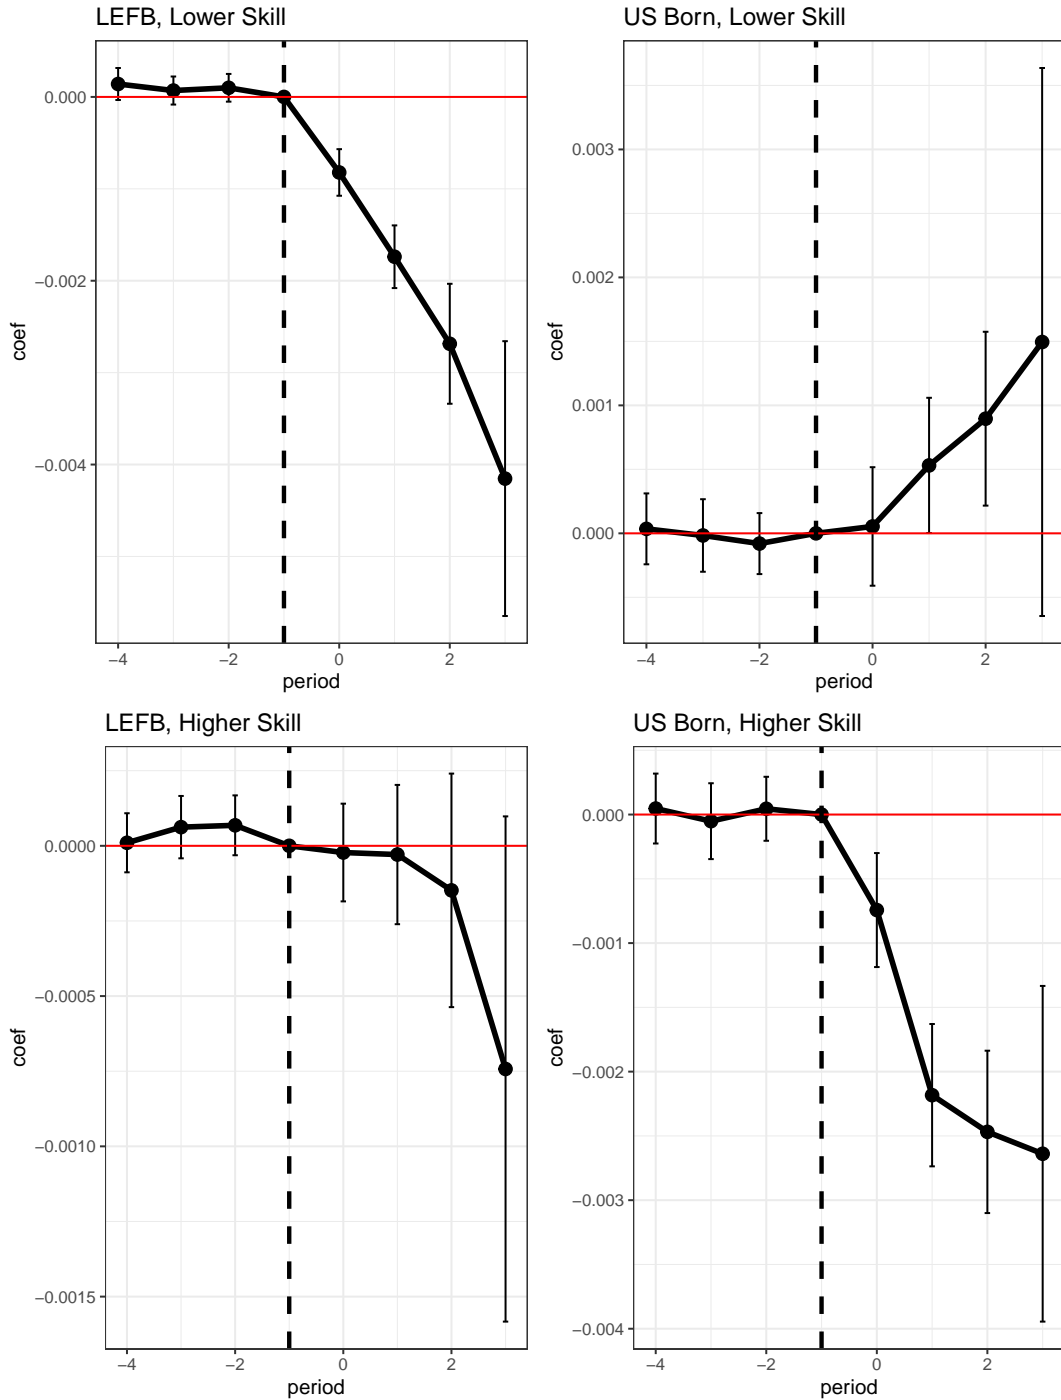 LEFB, Lower Skill
0.000
−0.002
−0.004
coef
−4
−2
0
2
period
US Born, Lower Skill
0.003
0.002
0.001
0.000
coef
−4
−2
0
2
period
LEFB, Higher Skill
0.0000
−0.0005
−0.0010
−0.0015
coef
−4
−2
0
2
period
US Born, Higher Skill
0.000
−0.001
−0.002
−0.003
−0.004
coef
−4
−2
0
2
period